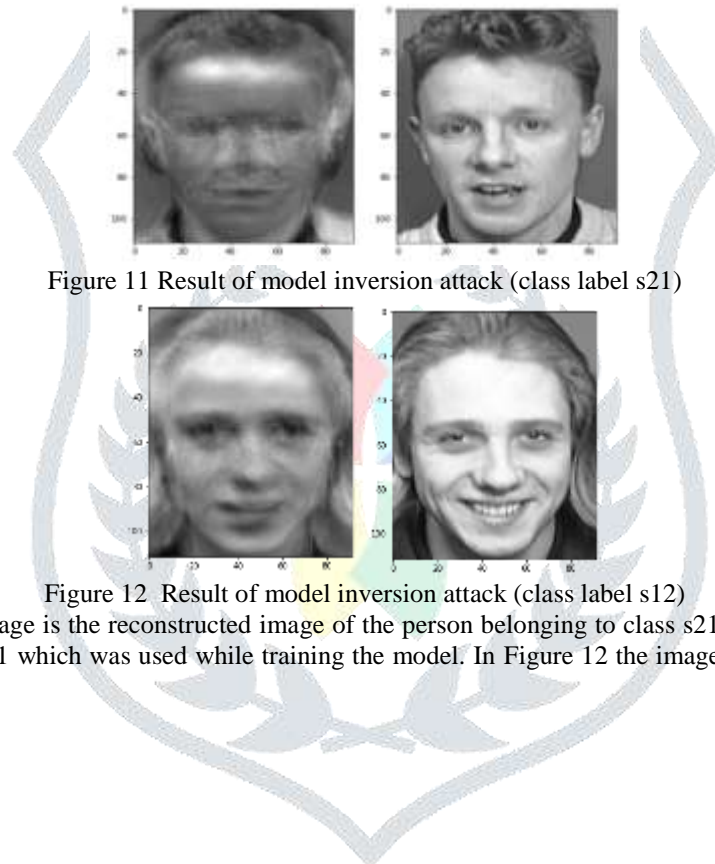 Figure 11 Result of model inversion attack (class label s21)
Figure 12 Result of model inversion attack (class label s12)
age is the reconstructed image of the person belonging to class s21
1 which was used while training the model. In Figure 12 the image